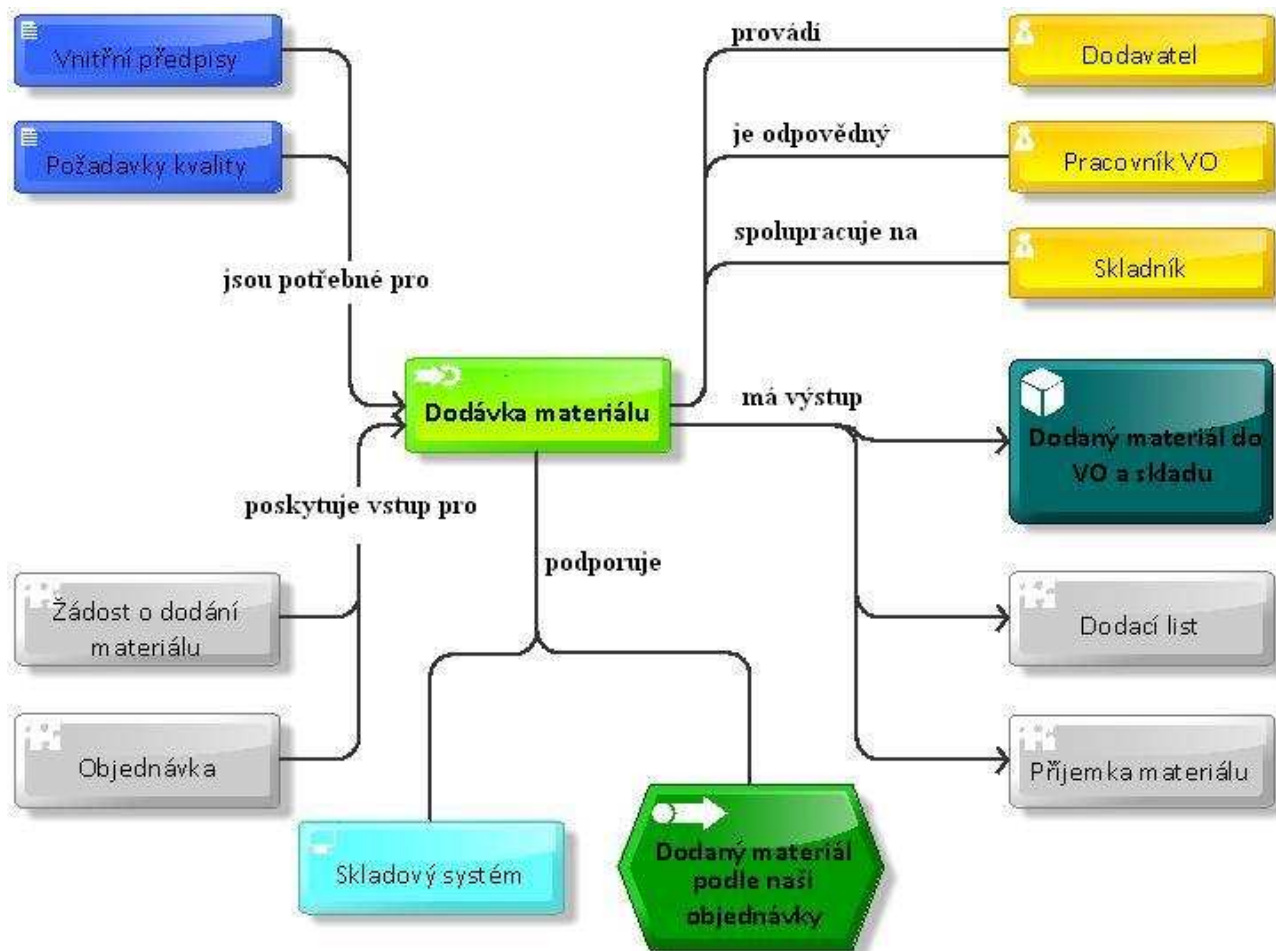 Vnitřní předpisy
Požadavky kvality
jsou potřebné pro
provádí
Dodavatel
je odpovědný
Pracovník VO
spolupracuje na
Skladník
Dodávka materiálu
má výstup
Dodaný materiál do
VO a skladu
poskytuje vstup pro
podporuje
Žádost o dodání
materiálu
Dodací list
Objednávka
Příjemka materiálu
Skladový systém
Dodaný materiál
podle naší
objednávky